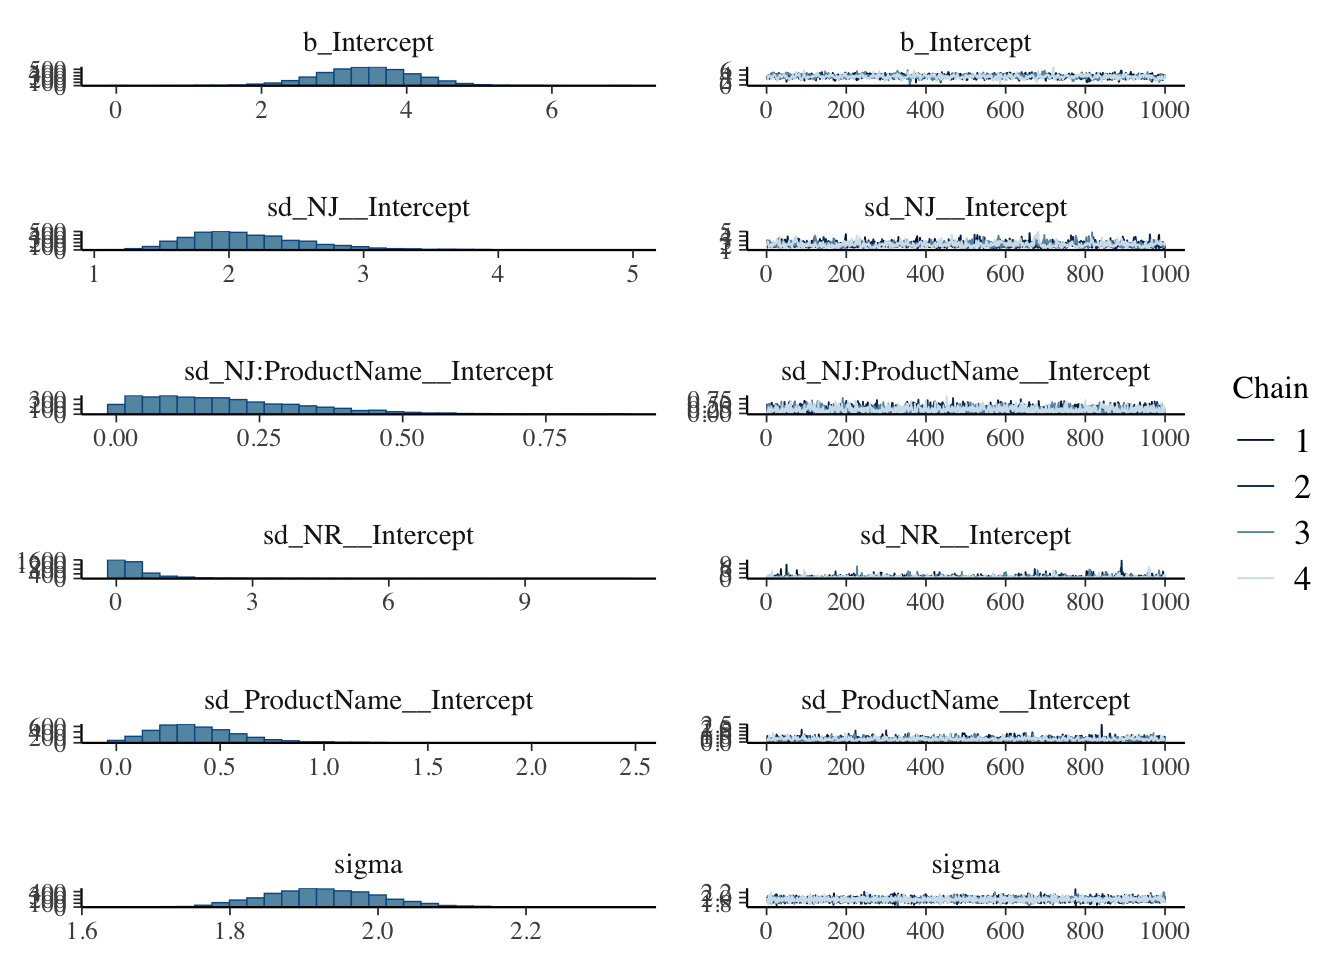 b_Intercept b_Intercept
0 2 4 6 0 200 400 600 800 1000
sd_NJ__Intercept sd_NJ__Intercept
1 2 3 4 5 0 200 400 600 800 1000
sd_NJ:ProductName__Intercept sd_NJ:ProductName__Intercept
0.00 0.25 0.50 0.75 0 200 400 600 800 1000
Chain
1
2
3
4
sd_NR__Intercept sd_NR__Intercept
0 3 6 9 0 200 400 600 800 1000
sd_ProductName__Intercept sd_ProductName__Intercept
0.0 0.5 1.0 1.5 2.0 2.5 0 200 400 600 800 1000
sigma sigma
1.6 1.8 2.0 2.2 0 200 400 600 800 1000